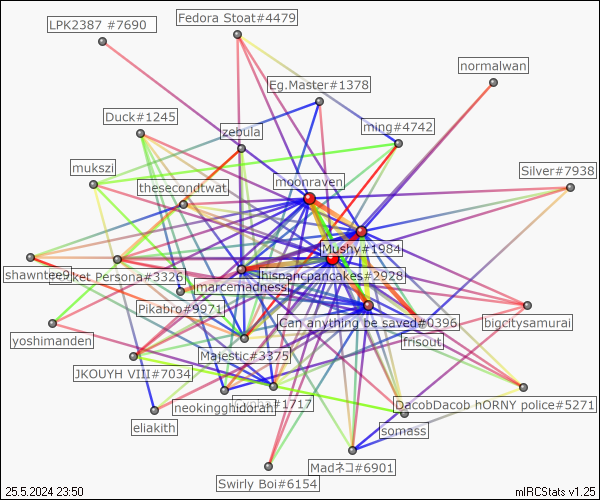 LPK2387 #7690
Fedora Stoat#4479
normalwan
Eg.Master#1378
Duck#1245
zebula
ming#4742
mukszi
moonraven
Silver#7938
thesecondtwat
Mushy#1984
shawntee9
ket Persona#3326
hispanicpancakes#2928
marcemadness
Pikabro#9971
yoshimanden
Can anything be saved#0396
bigcitysamurai
frisout
Majestic#3375
JKOUYH VIII#7034
neokingghidorah
#1717
DacobDacob hORNY police#5271
eliakith
somass
Madネコ#6901
Swirly Boi#6154
25.5.2024 23:50
mIRCStats v1.25